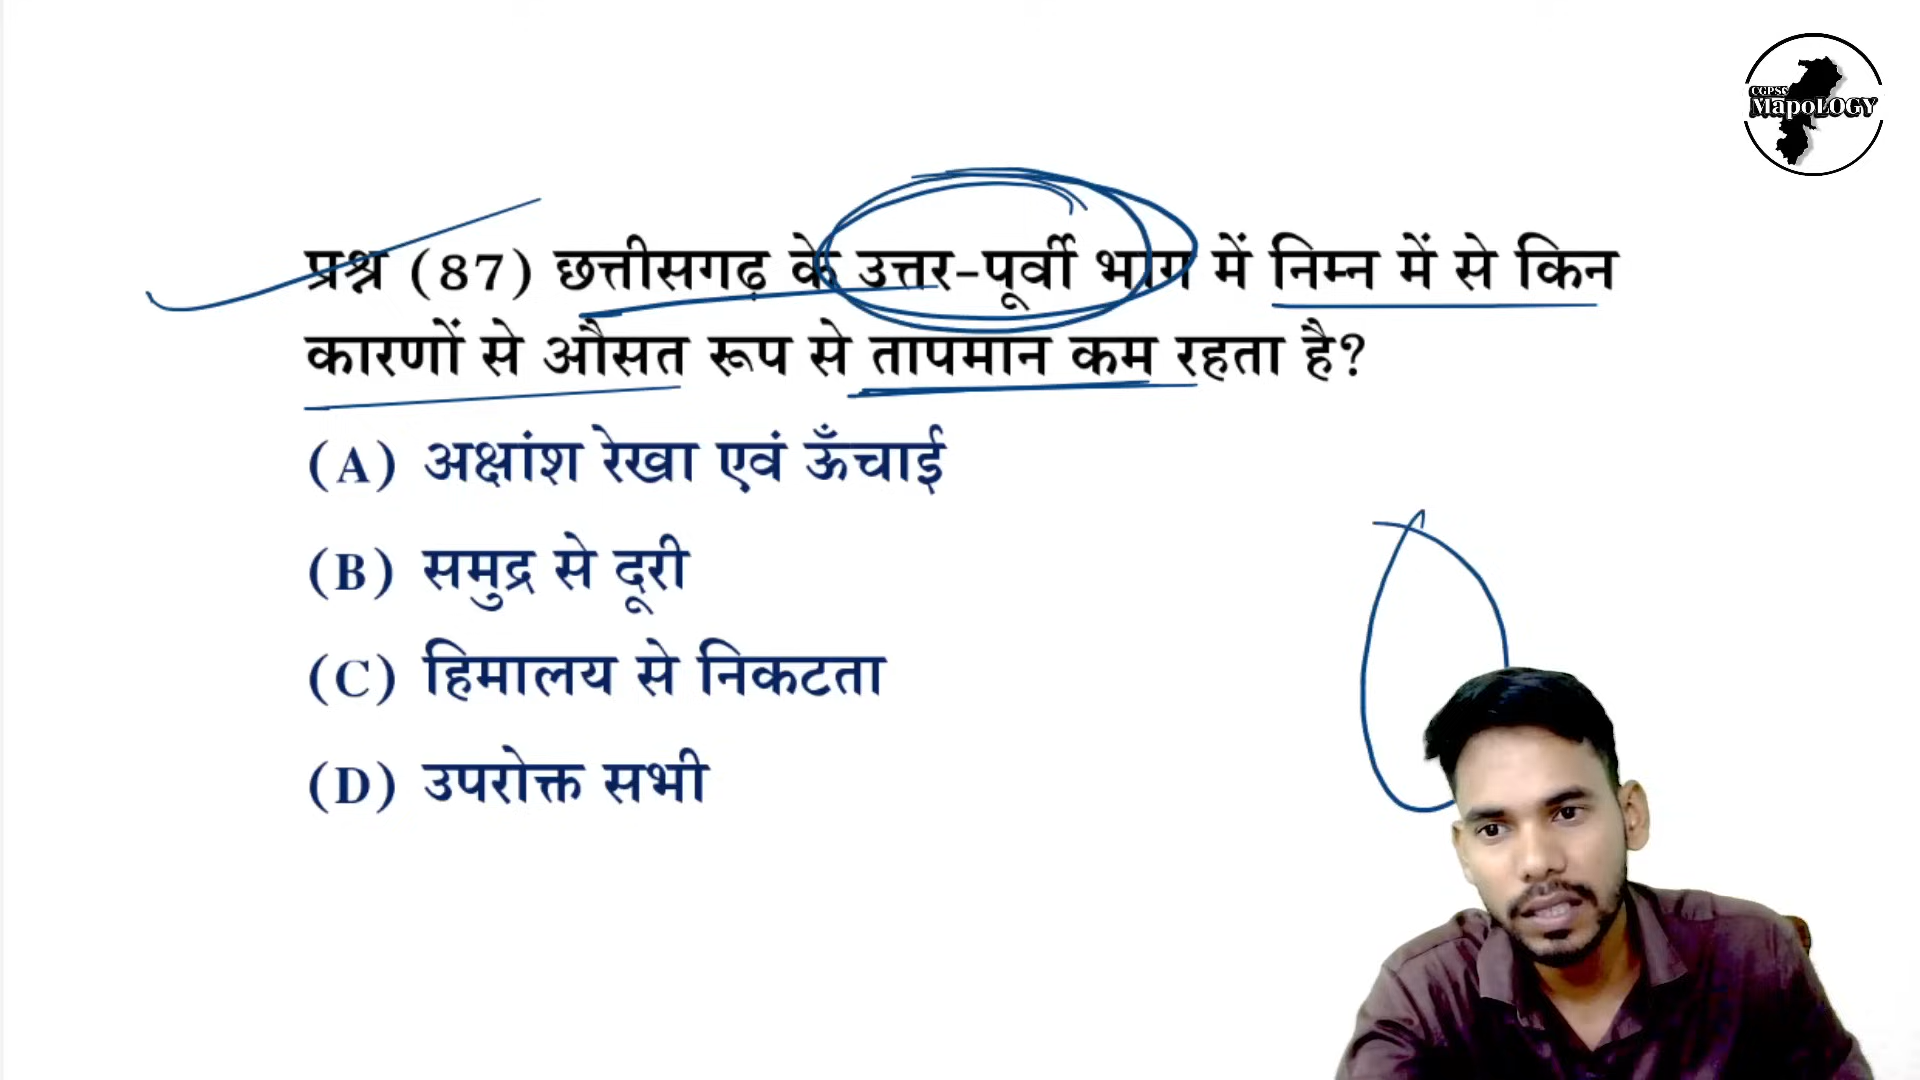 CGPSC
MapoLOGY
प्रश्न (87) छत्तीसगढ़ के उत्तर-पूर्वी भाग में निम्न में से किन
कारणों से औसत रूप से तापमान कम रहता है?
(A) अक्षांश रेखा एवं ऊँचाई
(B) समुद्र से दूरी
(C) हिमालय से निकटता
(D) उपरोक्त सभी